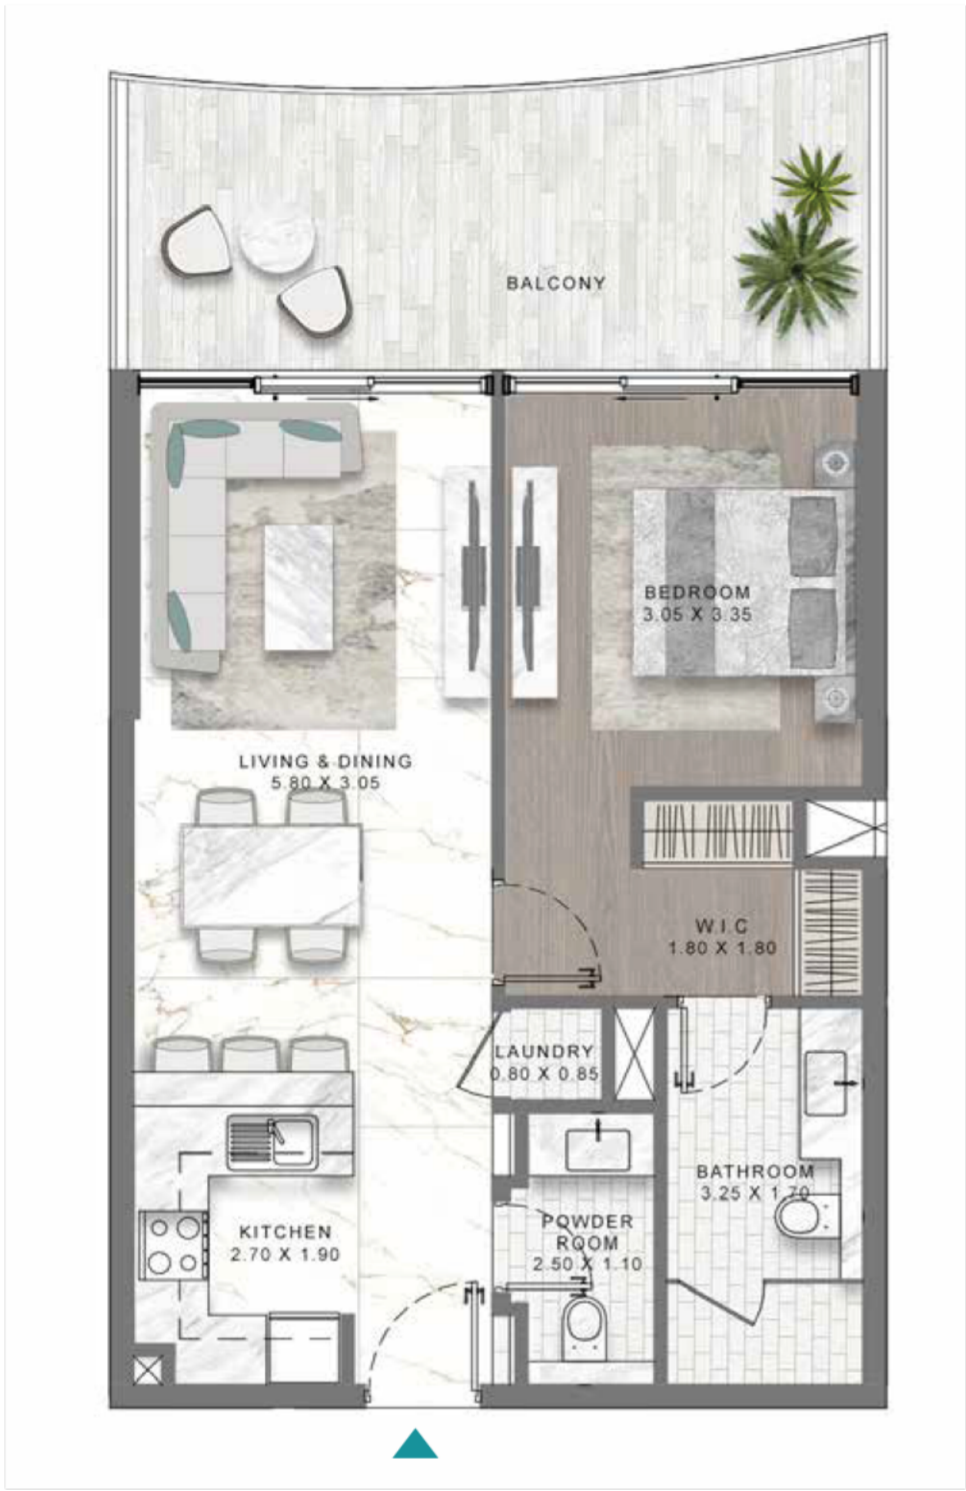 BALCONY
BEDROOM
3.05 X 3.35
LIVING & DINING
5.80 X 3.05
W.I.C
1.80 X 1.80
LAUNDRY
0.80 X 0.85
BATHROOM
3.25 X 1.70
POWDER
ROOM
2.50 X 1.10
KITCHEN
2.70 X 1.90